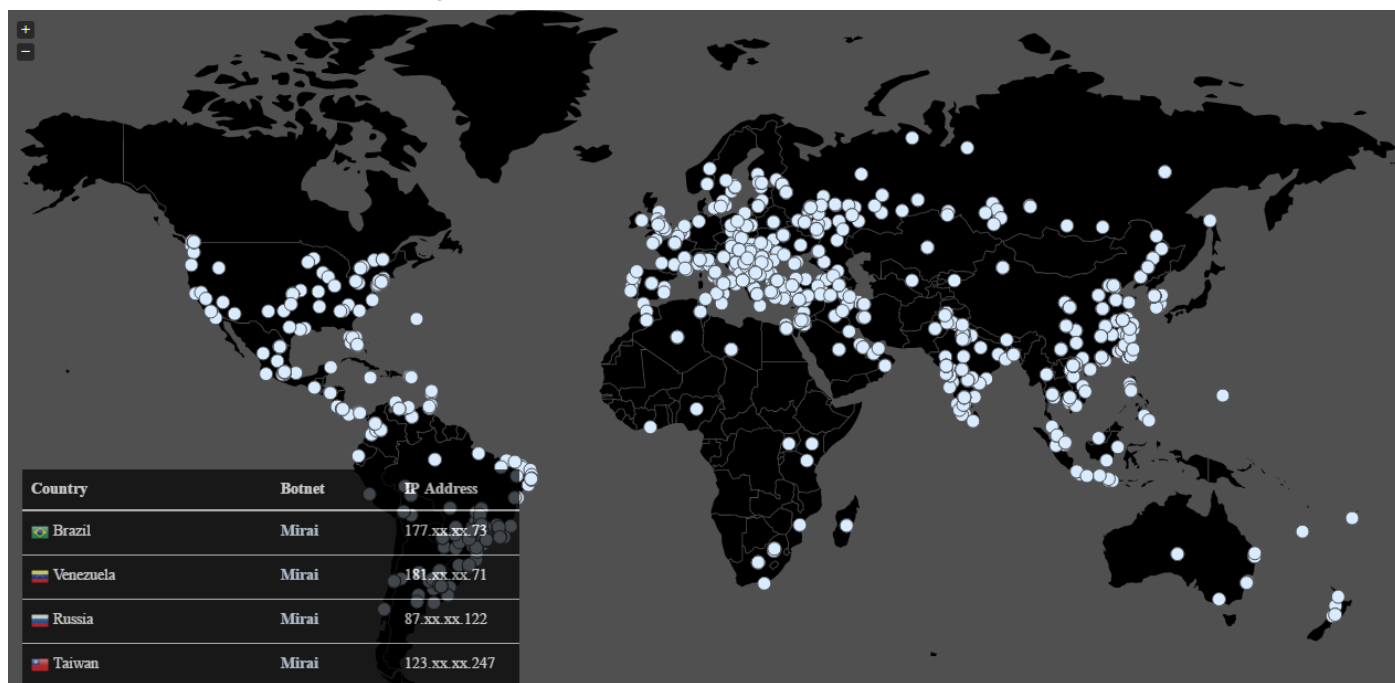 +
−
Country Botnet IP Address
Brazil Mirai 177.xx.xx.73
Venezuela Mirai 181.xx.xx.71
Russia Mirai 87.xx.xx.122
Taiwan Mirai 123.xx.xx.247